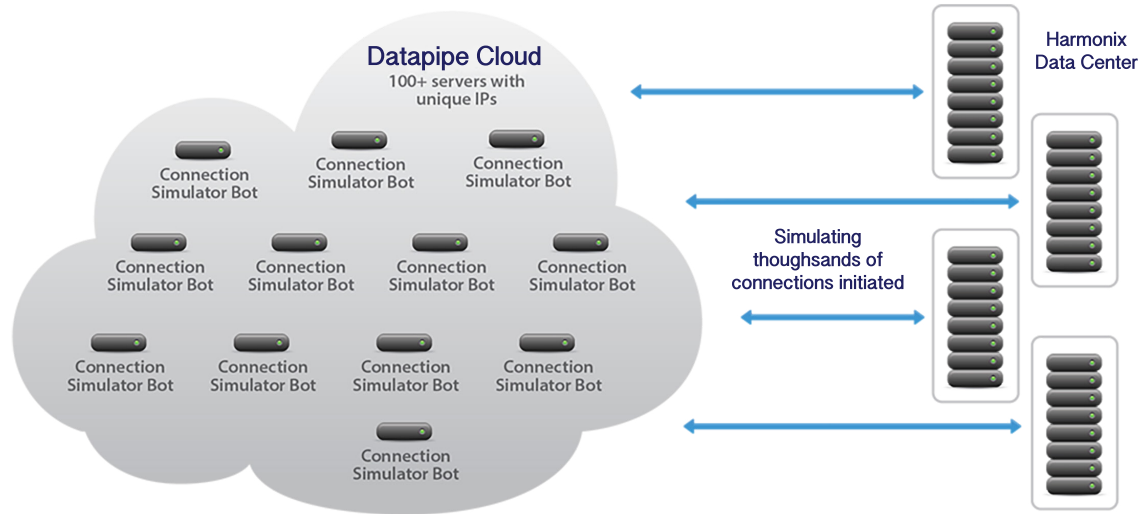 Datapipe Cloud
100+ servers with
unique IPs
Harmonix
Data Center
Connection
Simulator Bot
Connection
Simulator Bot
Connection
Simulator Bot
Connection
Simulator Bot
Connection
Simulator Bot
Connection
Simulator Bot
Connection
Simulator Bot
Simulating
thoughsands of
connections initiated
Connection
Simulator Bot
Connection
Simulator Bot
Connection
Simulator Bot
Connection
Simulator Bot
Connection
Simulator Bot